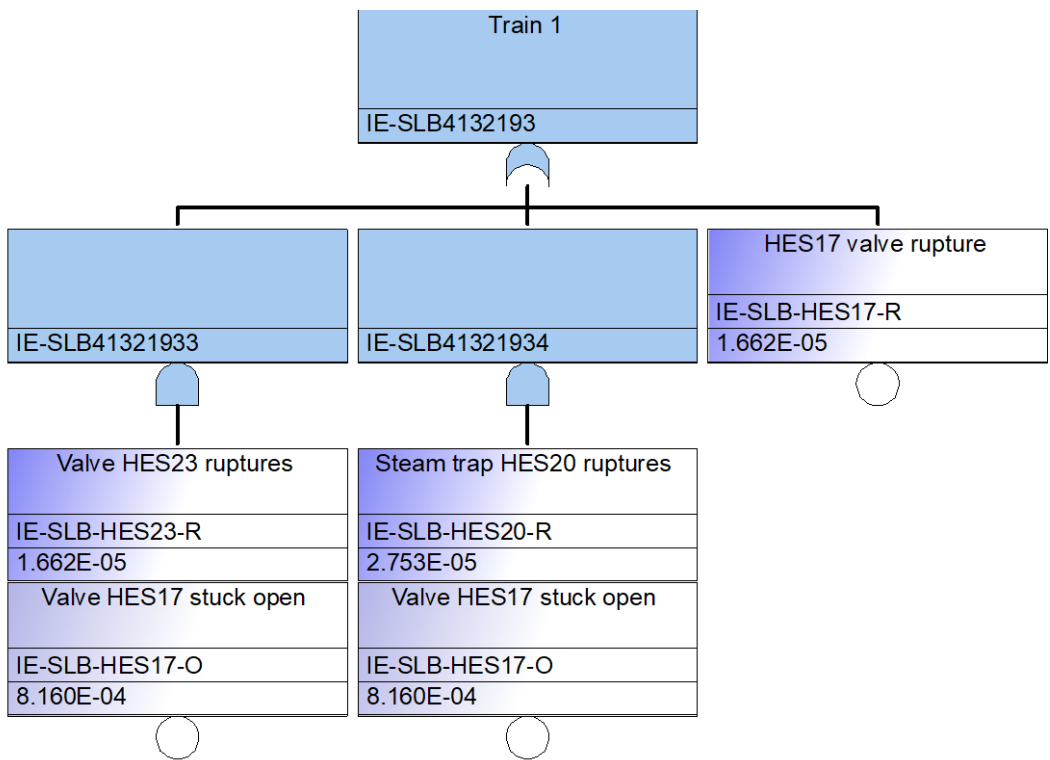 Train 1
IE-SLB4132193
IE-SLB41321933
IE-SLB41321934
HES17 valve rupture
IE-SLB-HES17-R
1.662E-05
Valve HES23 ruptures
IE-SLB-HES23-R
1.662E-05
Valve HES17 stuck open
IE-SLB-HES17-O
8.160E-04
Steam trap HES20 ruptures
IE-SLB-HES20-R
2.753E-05
Valve HES17 stuck open
IE-SLB-HES17-O
8.160E-04